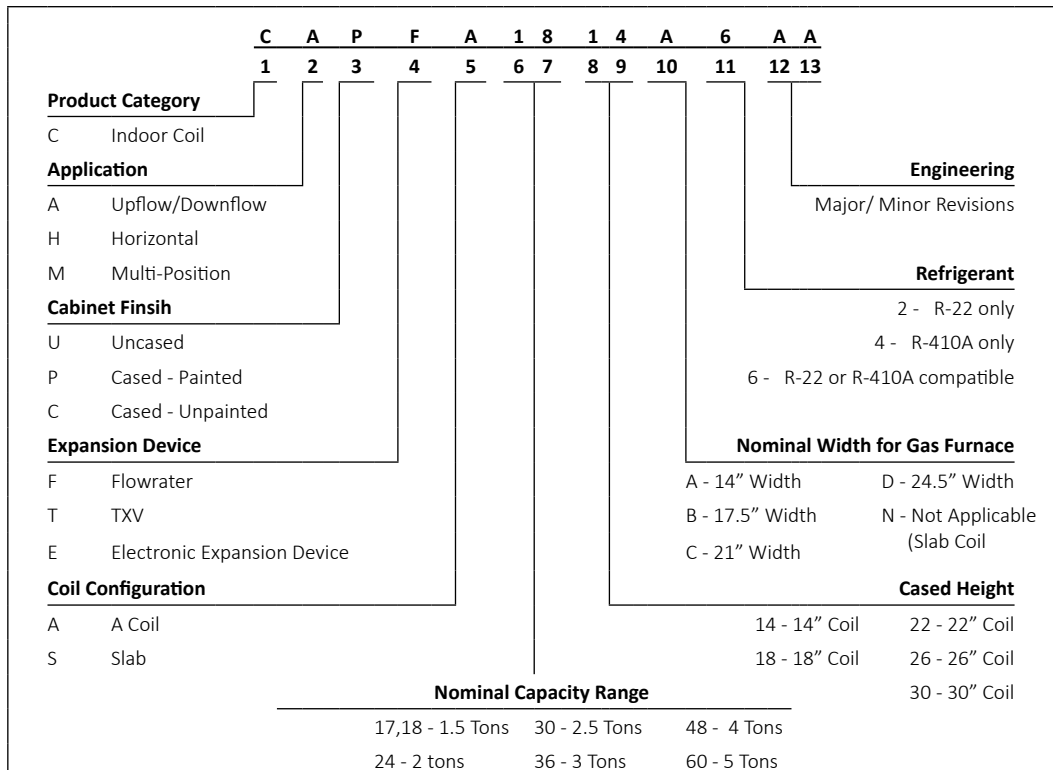 C A P F A 1 8 1 4 A 6 A A
1 2 3 4 5 6 7 8 9 10 11 12 13
Product Category
C Indoor Coil
Application
A Upflow/Downflow
H Horizontal
M Multi-Position
Cabinet Finsih
U Uncased
P Cased - Painted
C Cased - Unpainted
Expansion Device
F Flowrater
T TXV
E Electronic Expansion Device
Coil Configuration
A A Coil
S Slab
Engineering
Major/ Minor Revisions
Refrigerant
2 - R-22 only
4 - R-410A only
6 - R-22 or R-410A compatible
Nominal Width for Gas Furnace
A - 14” Width D - 24.5” Width
B - 17.5” Width N - Not Applicable
(Slab Coil
C - 21” Width
Cased Height
14 - 14” Coil 22 - 22” Coil
18 - 18” Coil 26 - 26” Coil
30 - 30” Coil
Nominal Capacity Range
17,18 - 1.5 Tons 30 - 2.5 Tons 48 - 4 Tons
24 - 2 tons 36 - 3 Tons 60 - 5 Tons